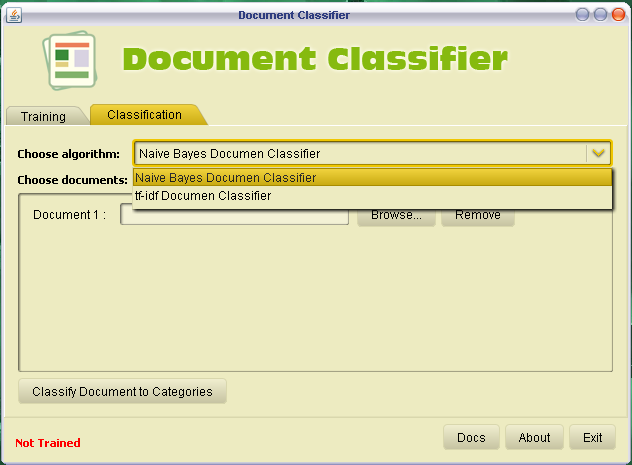 Document Classifier
Document Classifier
Training
Classification
Choose algorithm:
Naive Bayes Documen Classifier
Choose documents:
Naive Bayes Documen Classifier
tf-idf Documen Classifier
Document 1 :
Browse...
Remove
Classify Document to Categories
Not Trained
Docs
About
Exit